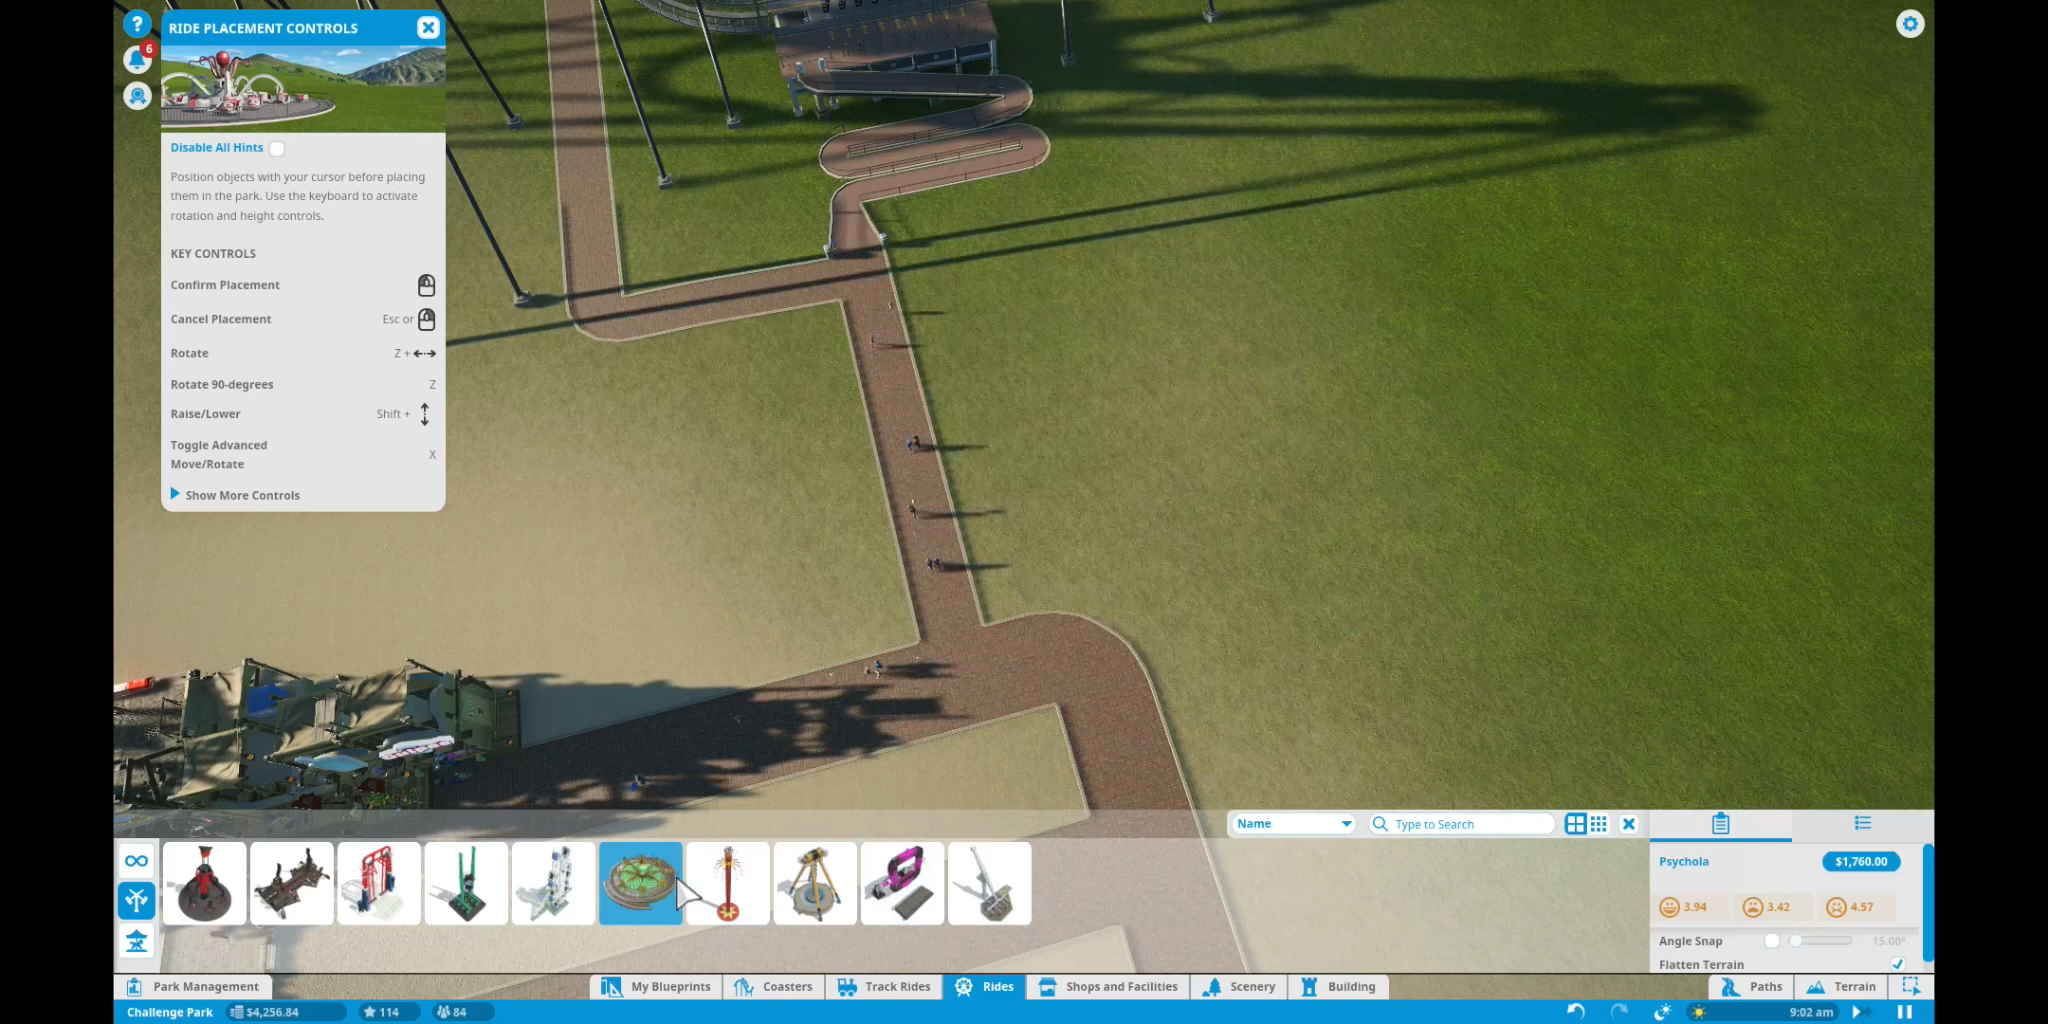 ?
RIDE PLACEMENT CONTROLS
6
Disable All Hints
Position objects with your cursor before placing
them in the park. Use the keyboard to activate
rotation and height controls.
KEY CONTROLS
Confirm Placement
Cancel Placement Esc or
Rotate Z +
Rotate 90-degrees Z
Raise/Lower Shift +
Toggle Advanced
Move/Rotate X
Show More Controls
Name Type to Search
Psychola $1,760.00
3.94 3.42 4.57
Angle Snap 15.00°
Flatten Terrain
Park Management My Blueprints Coasters Track Rides Rides Shops and Facilities Scenery Building Paths Terrain
Challenge Park $4,256.84 114 84 9:02 am